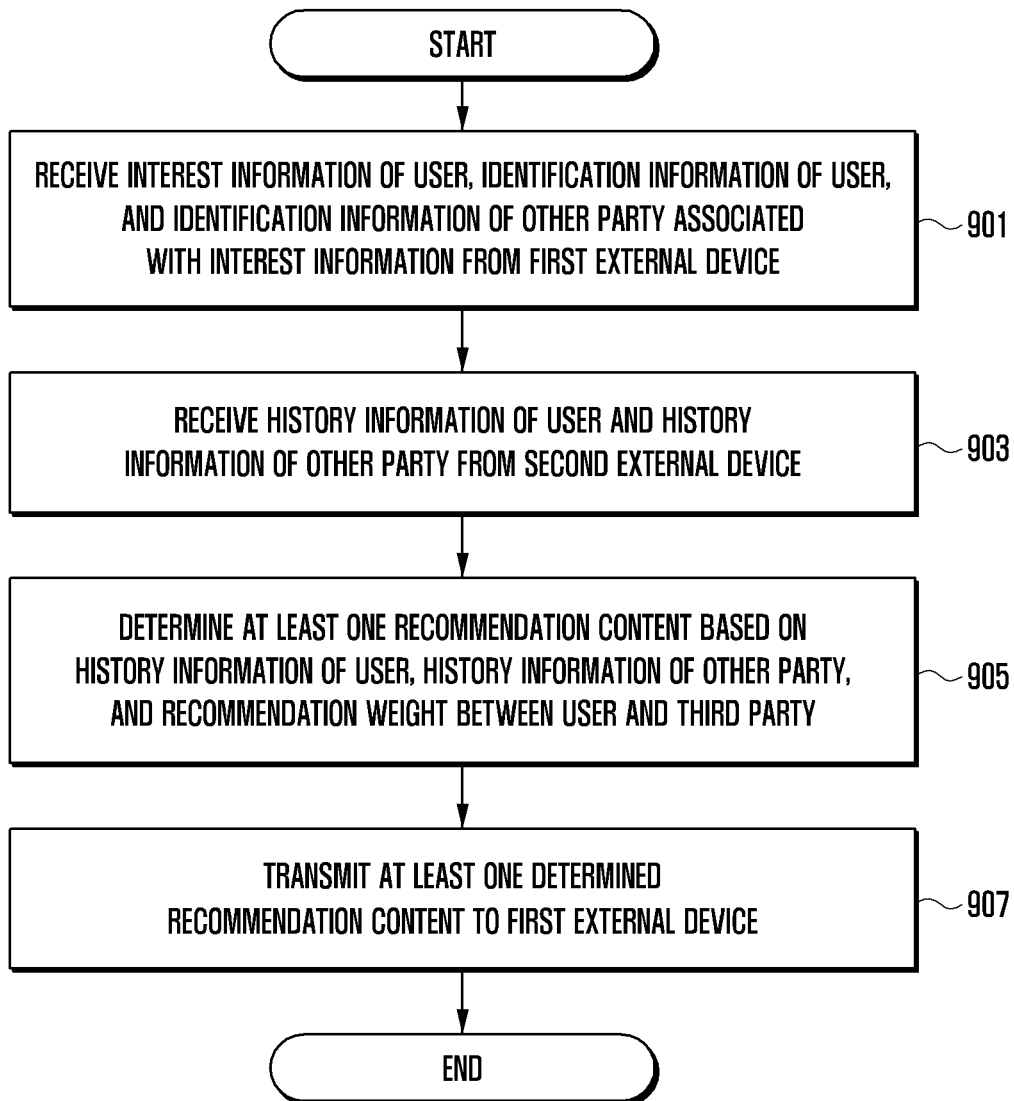 START
RECEIVE INTEREST INFORMATION OF USER, IDENTIFICATION INFORMATION OF USER,
AND IDENTIFICATION INFORMATION OF OTHER PARTY ASSOCIATED
WITH INTEREST INFORMATION FROM FIRST EXTERNAL DEVICE
901
RECEIVE HISTORY INFORMATION OF USER AND HISTORY
INFORMATION OF OTHER PARTY FROM SECOND EXTERNAL DEVICE
903
DETERMINE AT LEAST ONE RECOMMENDATION CONTENT BASED ON
HISTORY INFORMATION OF USER, HISTORY INFORMATION OF OTHER PARTY,
AND RECOMMENDATION WEIGHT BETWEEN USER AND THIRD PARTY
905
TRANSMIT AT LEAST ONE DETERMINED
RECOMMENDATION CONTENT TO FIRST EXTERNAL DEVICE
907
END